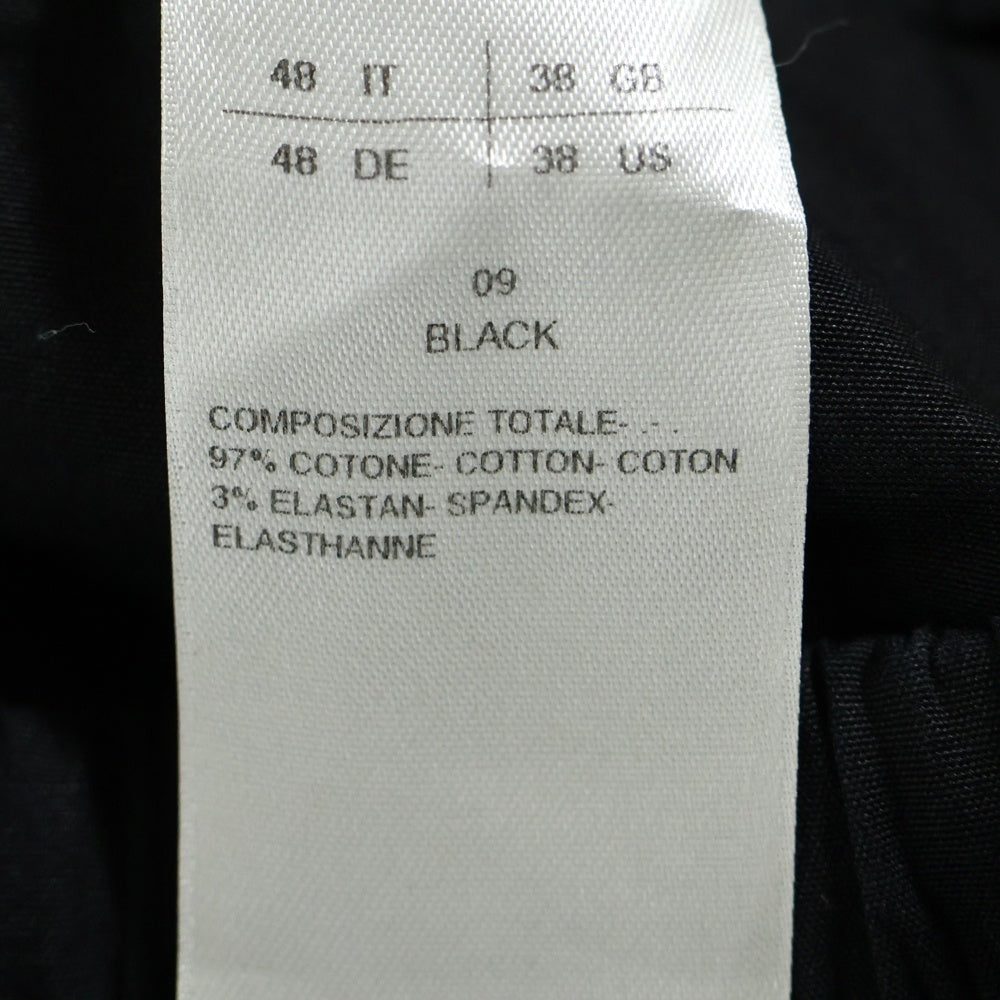 48 IT 38 GB
48 DE 38 US
09
BLACK
COMPOSIZIONE TOTALE- .- .
97% COTONE- COTTON- COTON
3% ELASTAN- SPANDEX-
ELASTHANNE